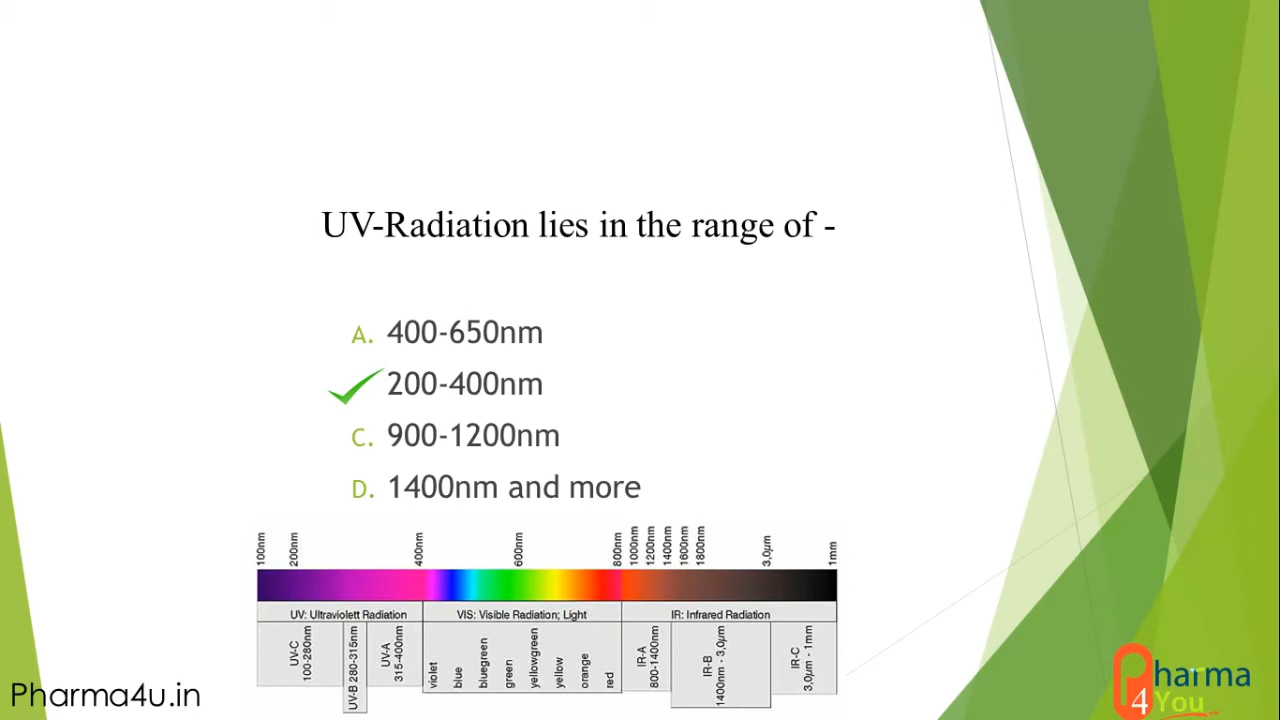 UV-Radiation lies in the range of -
A. 400-650nm
200-400nm
C. 900-1200nm
D. 1400nm and more
100nm 200nm 400nm 600nm 800nm 1000nm 1200nm 1400nm 1600nm 1800nm 3,0µm 1mm
UV: Ultraviolett Radiation VIS: Visible Radiation; Light IR: Infrared Radiation
UV-C
100-280nm
UV-B 280-315nm
UV-A
315-400nm
violet
blue
bluegreen
green
yellowgreen
yellow
orange
red
IR-A
800-1400nm
IR-B
1400nm - 3,0µm
IR-C
3,0µm - 1mm
Pharma4u.in
Pharma
4 You